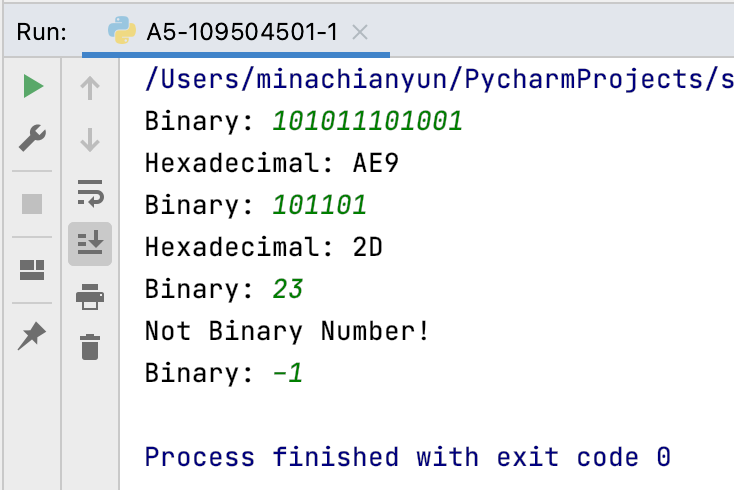 Run: A5-109504501-1
/Users/minachianyun/PycharmProjects/s
Binary: 101011101001
Hexadecimal: AE9
Binary: 101101
Hexadecimal: 2D
Binary: 23
Not Binary Number!
Binary: -1
Process finished with exit code 0